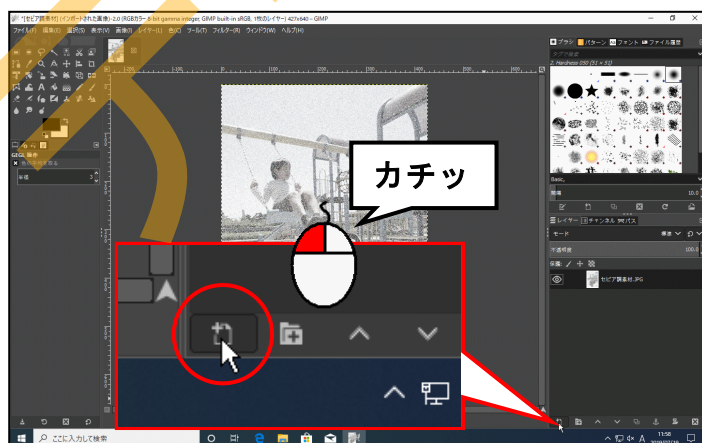 *[セピア調素材] (インポートされた画像)-2.0 (RGBカラー 8-bit gamma integer, GIMP built-in sRGB, 1枚のレイヤー) 427x640 – GIMP
ファイル(F) 編集(E) 選択(S) 表示(V) 画像(I) レイヤー(L) 色(C) ツール(T) フィルター(R) ウィンドウ(W) ヘルプ(H)
ブラシ パターン フォント ファイル履歴
2. Hardness 050 (51 × 51)
GEGL 操作
半径 3
カチッ
Basic,
間隔 10.0
レイヤー チャンネル パス
モード 標準
不透明度 100.0
保護:
セピア調素材.JPG
ここに入力して検索
A 11:58